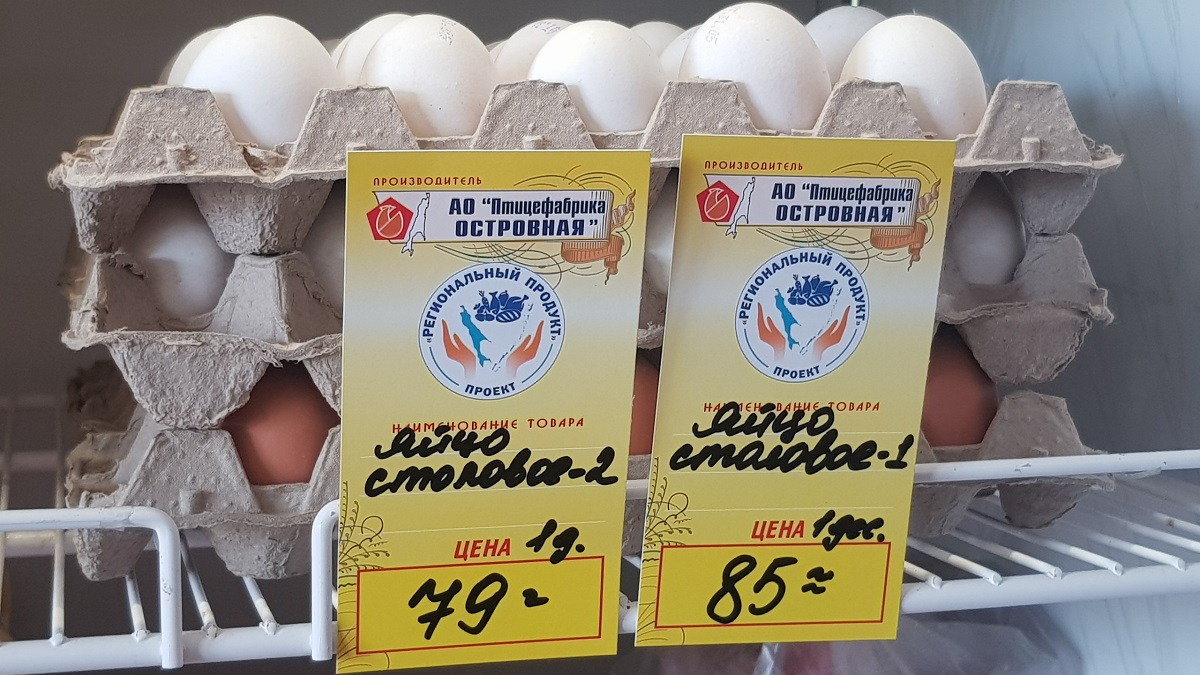 ПРОИЗВОДИТЕЛЬ
АО "Птицефабрика
ОСТРОВНАЯ"
«РЕГИОНАЛЬНЫЙ ПРОДУКТ»
ПРОЕКТ
НАИМЕНОВАНИЕ ТОВАРА
Яйцо
столовое-2
ЦЕНА 1д.
79=
ПРОИЗВОДИТЕЛЬ
АО "Птицефабрика
ОСТРОВНАЯ"
«РЕГИОНАЛЬНЫЙ ПРОДУКТ»
ПРОЕКТ
НАИМЕНОВАНИЕ ТОВАРА
Яйцо
столовое-1
ЦЕНА 1дес.
85=